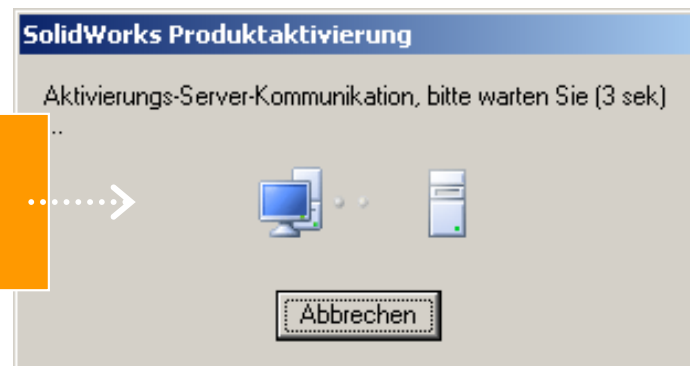 SolidWorks Produktaktivierung
Aktivierungs-Server-Kommunikation, bitte warten Sie (3 sek)
...
Abbrechen